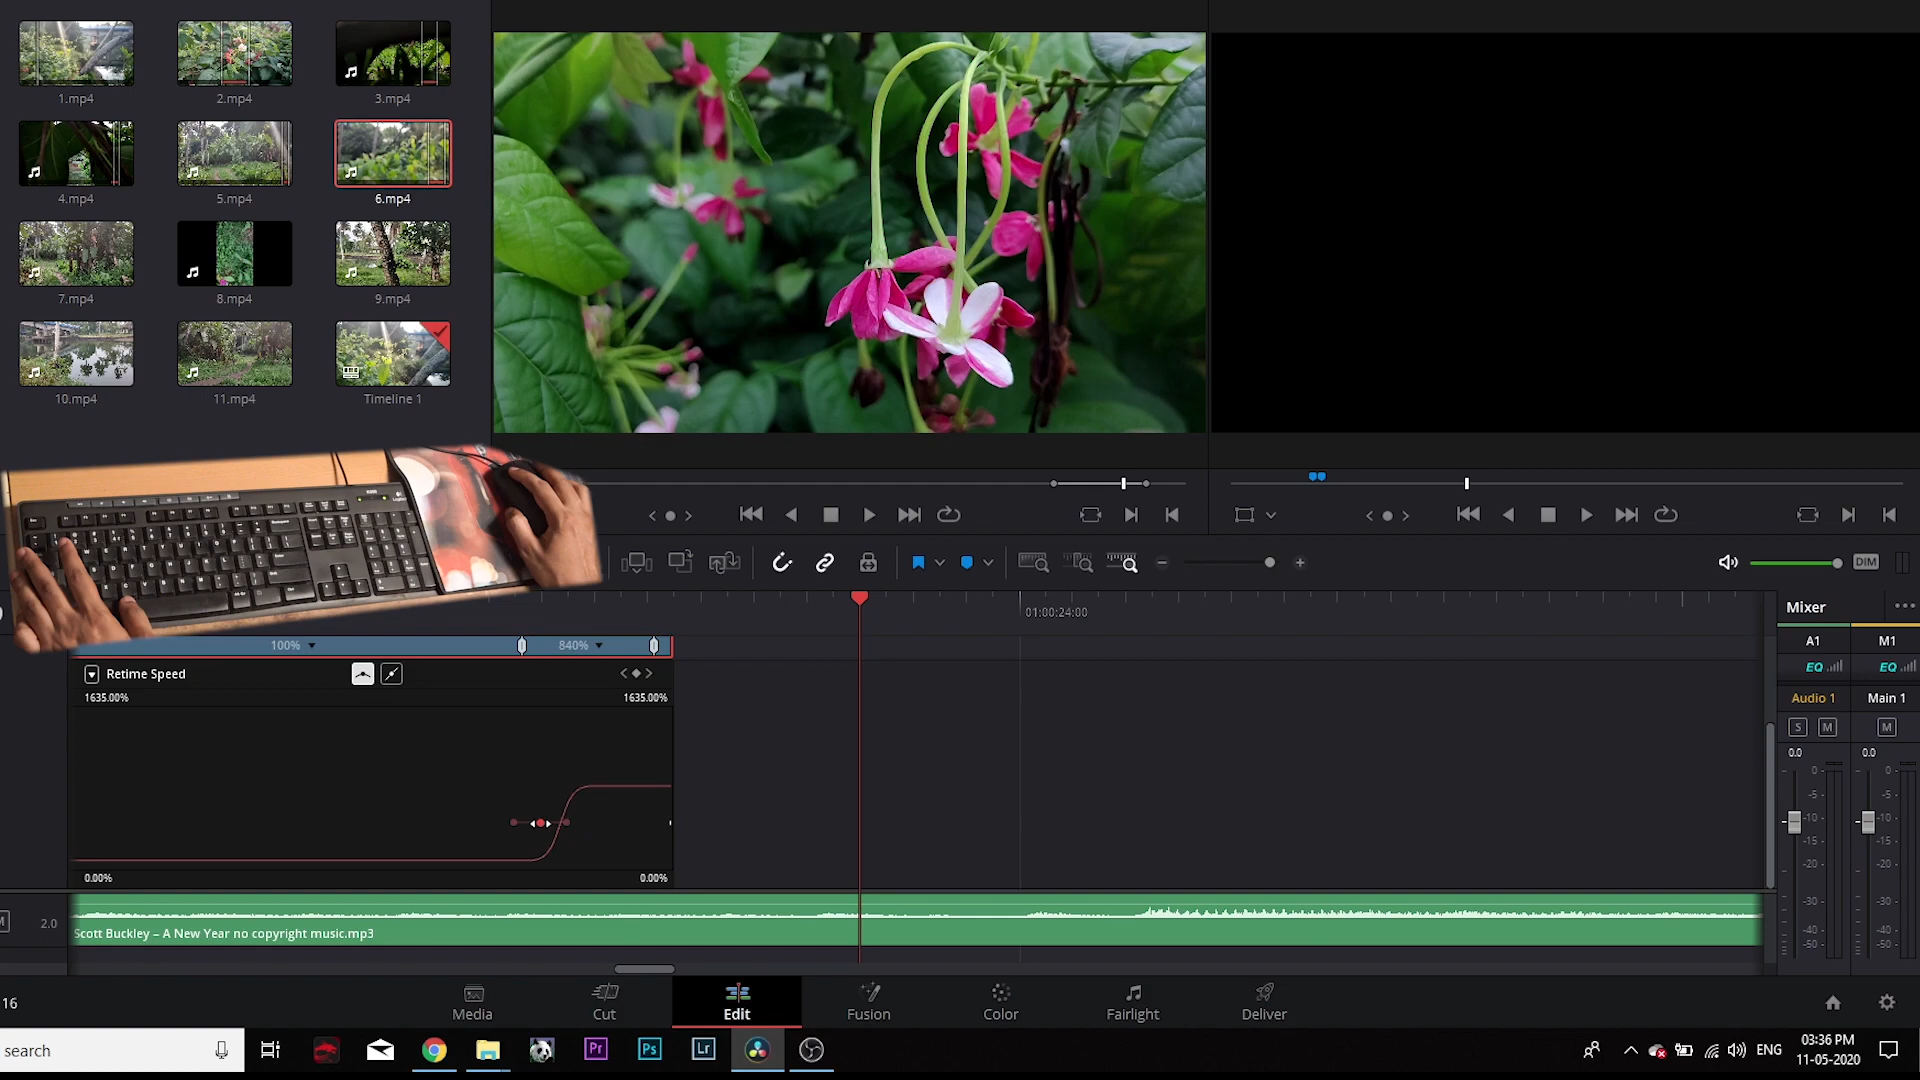 1.mp4
2.mp4
3.mp4
4.mp4
5.mp4
6.mp4
7.mp4
8.mp4
9.mp4
10.mp4
11.mp4
Timeline 1
DIM
01:00:24:00
Mixer
A1
M1
EQ
EQ
100%
840%
Retime Speed
1635.00%
1635.00%
Audio 1
Main 1
S
M
M
0.0
0.0
0
-5
-10
-15
-20
-30
-40
-50
0
-5
-10
-15
-20
-30
-40
-50
0.00%
0.00%
M
2.0
Scott Buckley – A New Year no copyright music.mp3
16
Media
Cut
Edit
Fusion
Color
Fairlight
Deliver
search
Pr
Ps
Lr
ENG
03:36 PM
11-05-2020